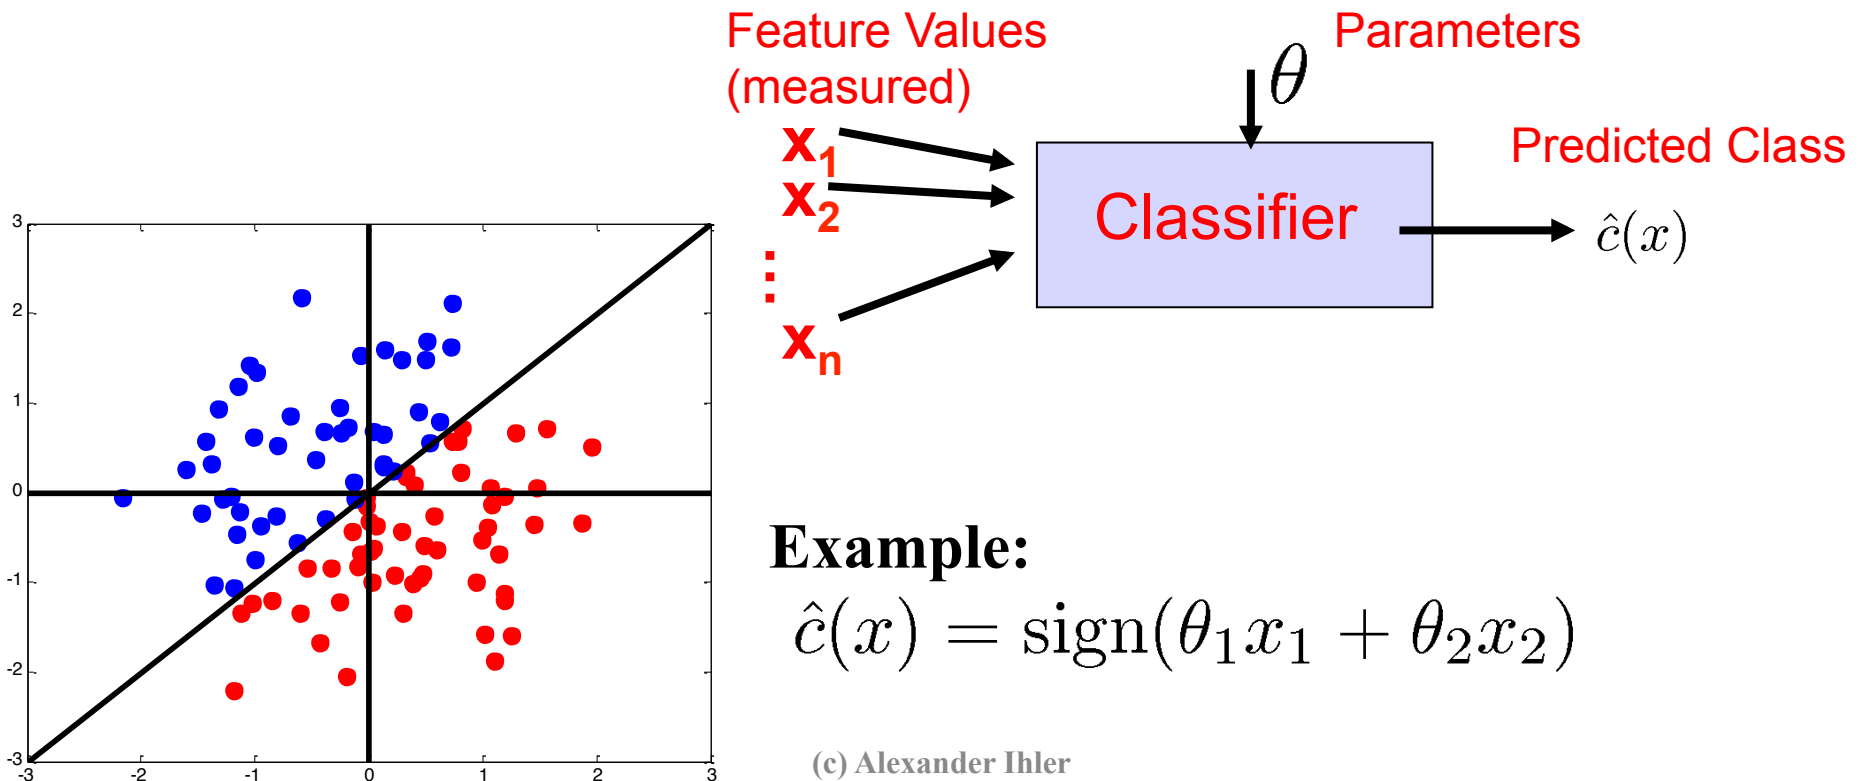 Feature Values
(measured)
Parameters
θ
x₁
x₂
⋮
xₙ
Classifier
Predicted Class
ĉ(x)
3
2
1
0
-1
-2
-3
-3 -2 -1 0 1 2 3
Example:
ĉ(x) = sign(θ₁x₁ + θ₂x₂)
(c) Alexander Ihler